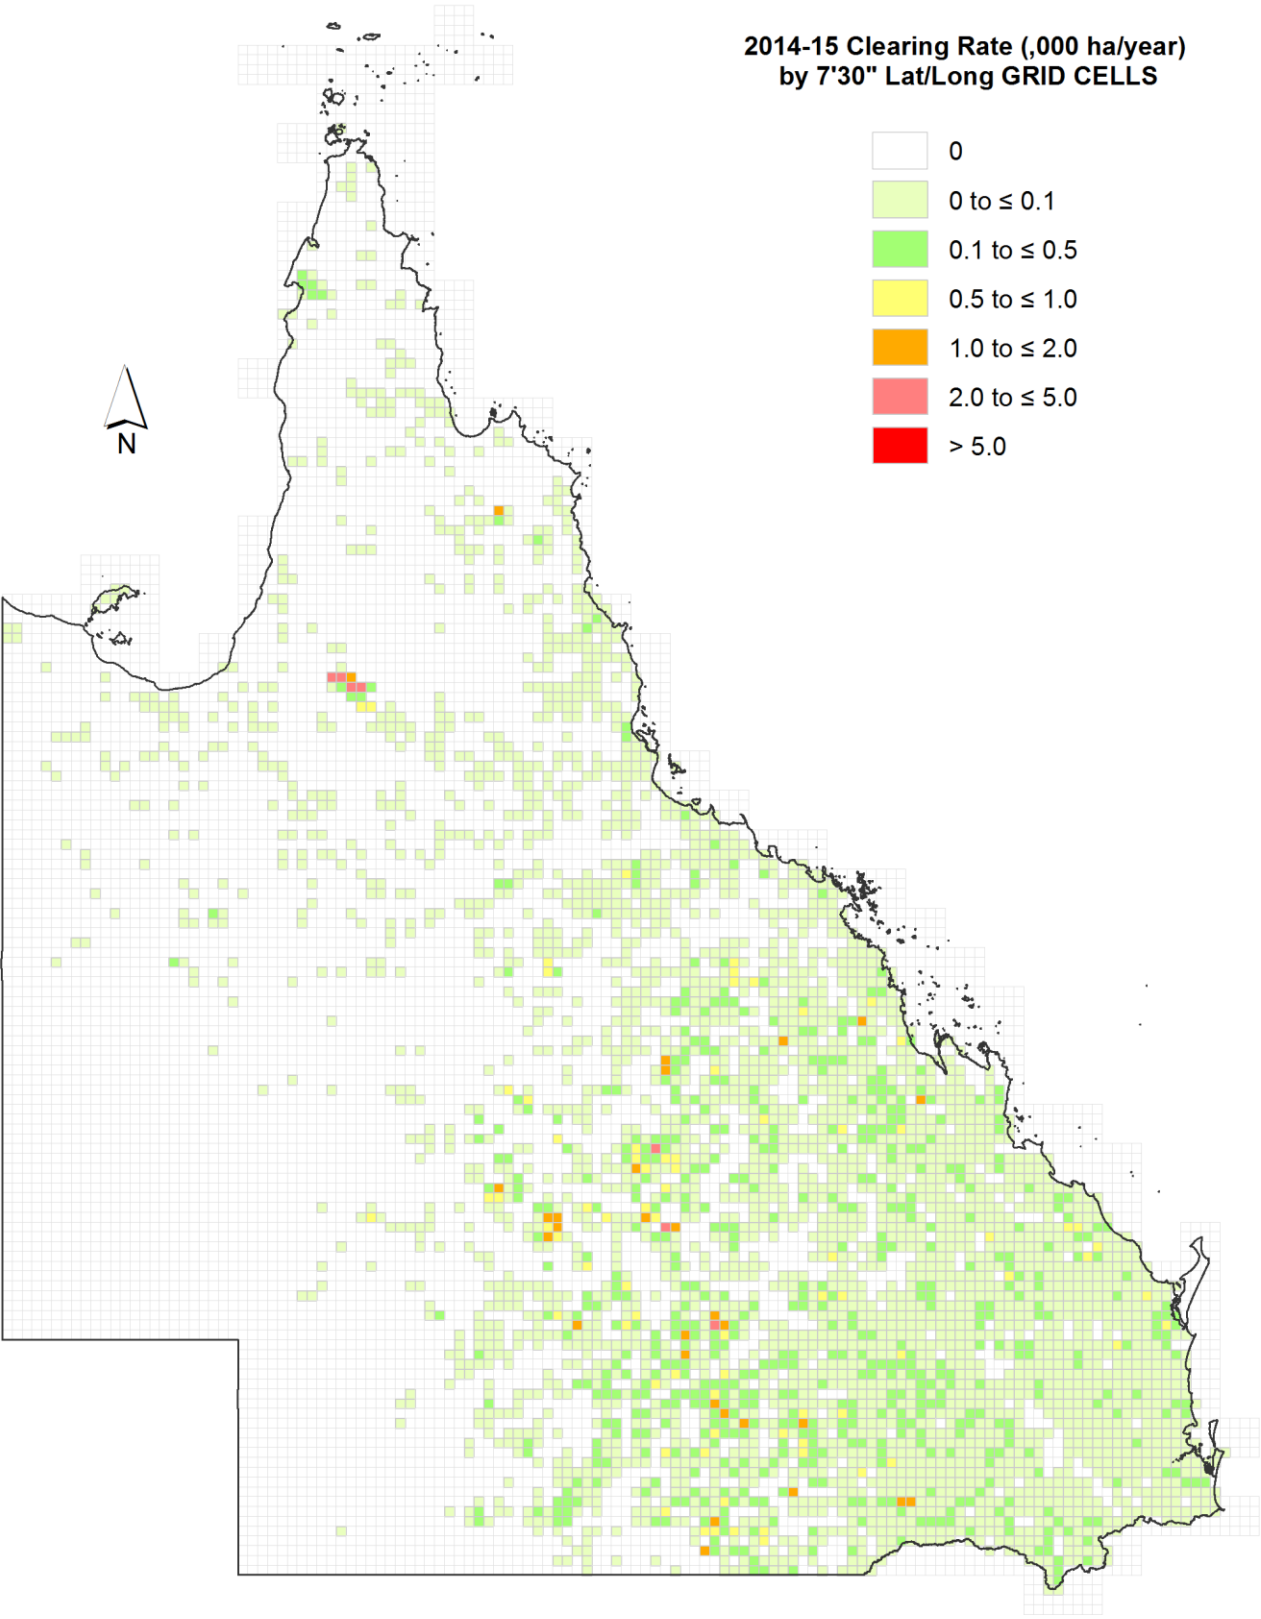 2014-15 Clearing Rate (,000 ha/year)
by 7'30" Lat/Long GRID CELLS
0
0 to ≤ 0.1
0.1 to ≤ 0.5
0.5 to ≤ 1.0
1.0 to ≤ 2.0
2.0 to ≤ 5.0
> 5.0
N